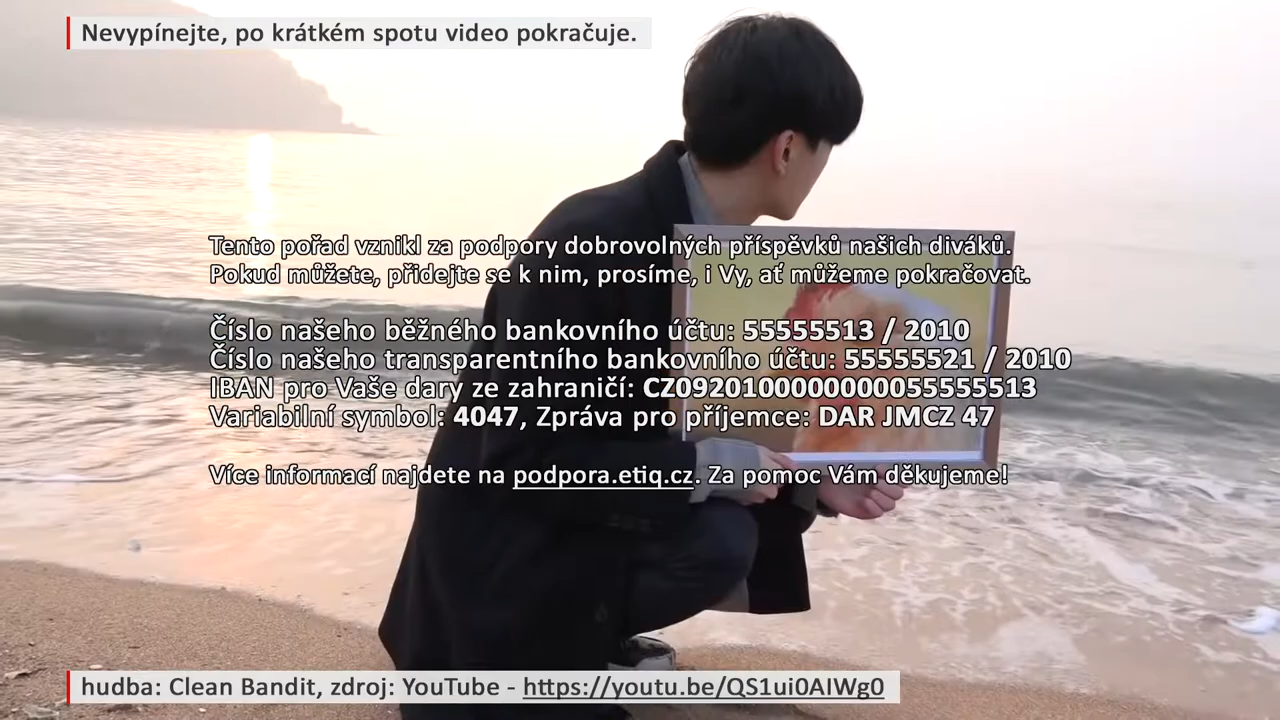 Nevypínejte, po krátkém spotu video pokračuje.
Tento pořad vznikl za podpory dobrovolných příspěvků našich diváků.
Pokud můžete, přidejte se k nim, prosíme, i Vy, ať můžeme pokračovat.
Číslo našeho běžného bankovního účtu: 55555513 / 2010
Číslo našeho transparentního bankovního účtu: 55555521 / 2010
IBAN pro Vaše dary ze zahraničí: CZ0920100000000055555513
Variabilní symbol: 4047, Zpráva pro příjemce: DAR JMCZ 47
Více informací najdete na podpora.etiq.cz. Za pomoc Vám děkujeme!
hudba: Clean Bandit, zdroj: YouTube - https://youtu.be/QS1ui0AIWg0